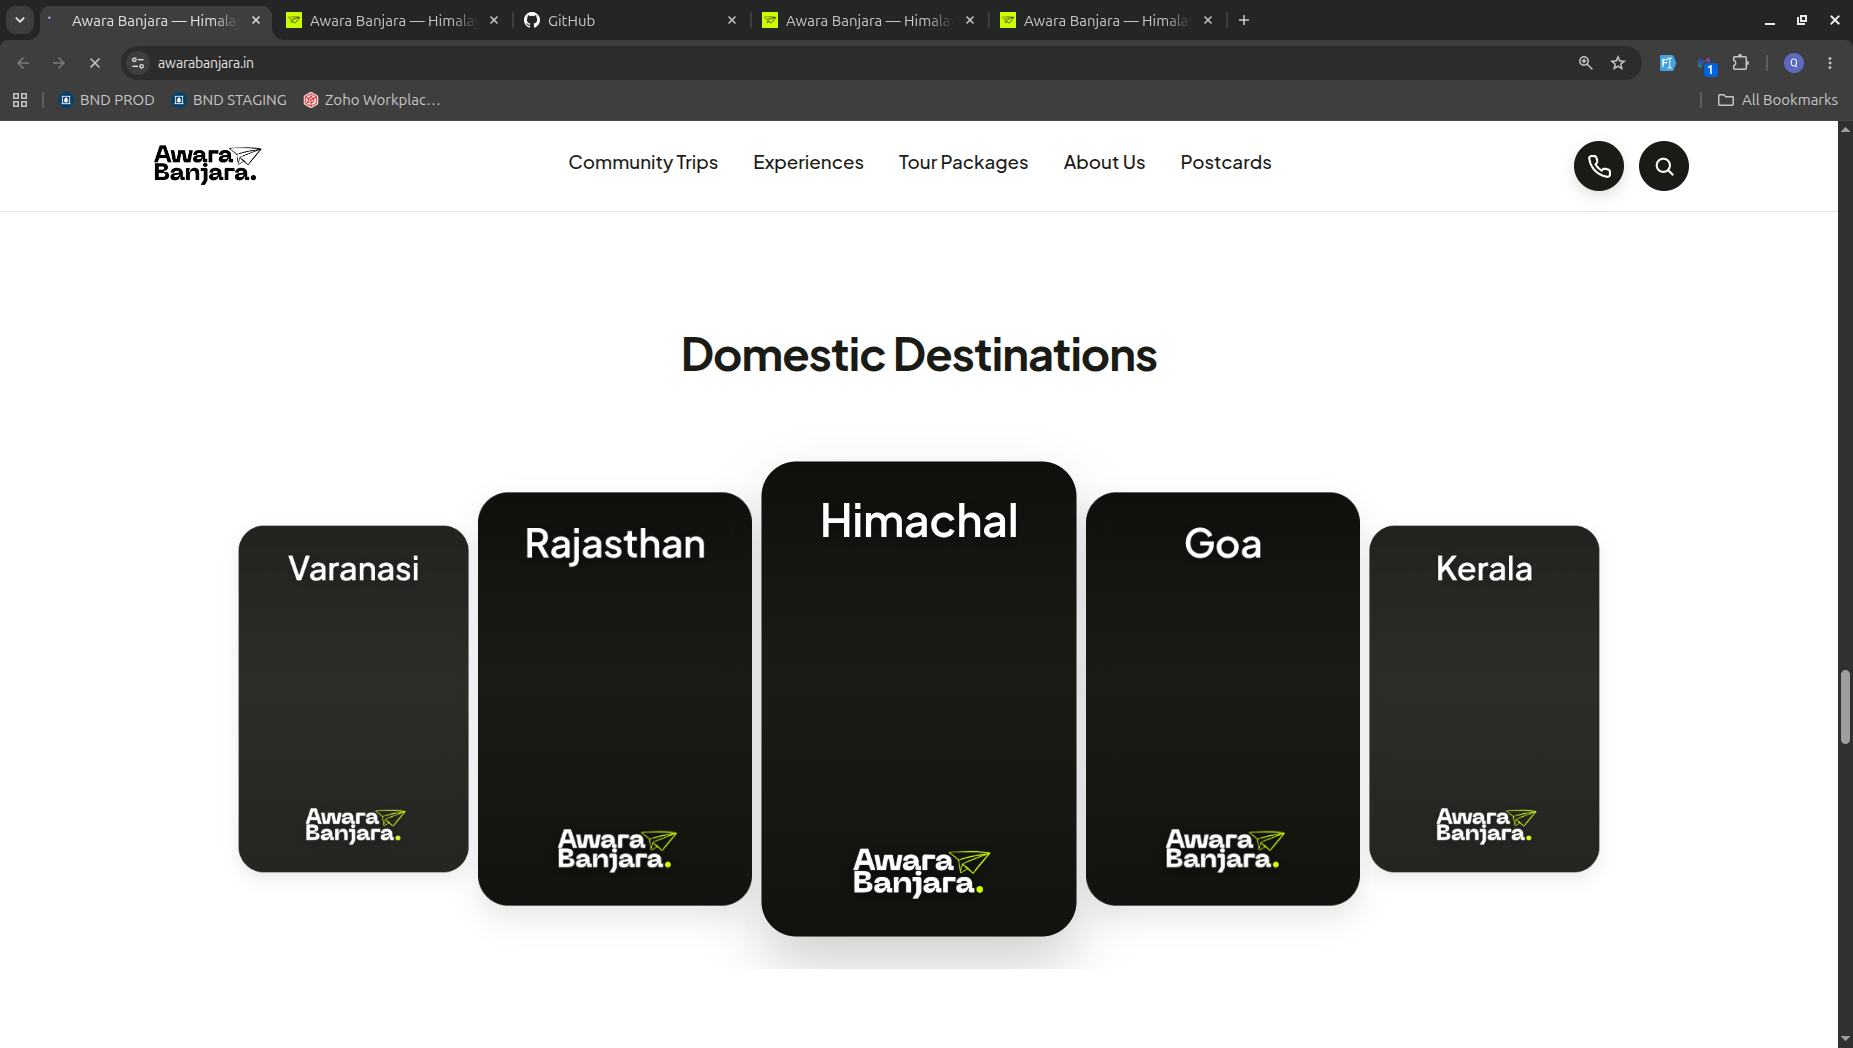 Awara Banjara — Himala
Awara Banjara — Himala
GitHub
Awara Banjara — Himala
Awara Banjara — Himala
awarabanjara.in
1
Q
BND PROD
BND STAGING
Zoho Workplac...
All Bookmarks
Awara
Banjara.
Community Trips
Experiences
Tour Packages
About Us
Postcards
Domestic Destinations
Varanasi
Awara
Banjara.
Rajasthan
Awara
Banjara.
Himachal
Awara
Banjara.
Goa
Awara
Banjara.
Kerala
Awara
Banjara.